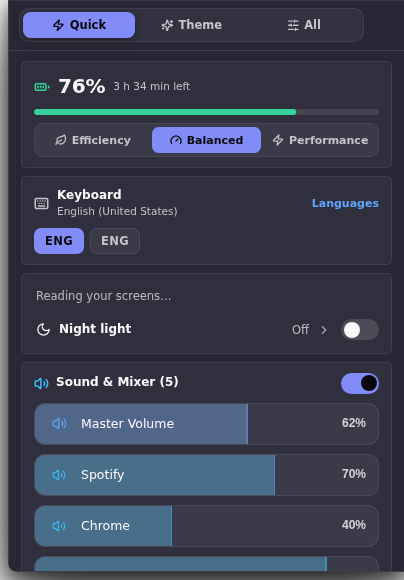 Quick Theme All
76% 3 h 34 min left
Efficiency Balanced Performance
Keyboard
English (United States)
Languages
ENG ENG
Reading your screens...
Night light Off
Sound & Mixer (5)
Master Volume 62%
Spotify 70%
Chrome 40%